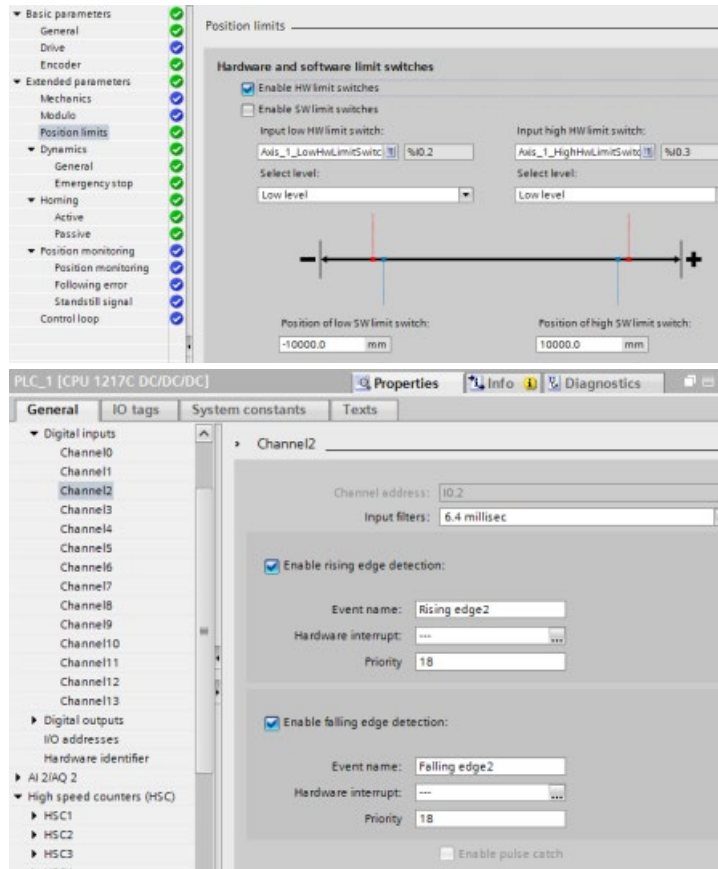 Basic parameters
General
Drive
Encoder
Extended parameters
Mechanics
Modulo
Position limits
Dynamics
General
Emergency stop
Homing
Active
Passive
Position monitoring
Position monitoring
Following error
Standstill signal
Control loop
Position limits
Hardware and software limit switches
Enable HW limit switches
Enable SW limit switches
Input low HW limit switch:
Input high HW limit switch:
Axis_1_LowHwLimitSwitc %I0.2
Axis_1_HighHwLimitSwitc %I0.3
Select level:
Select level:
Low level
Low level
Position of low SW limit switch:
Position of high SW limit switch:
-10000.0 mm
10000.0 mm
PLC_1 [CPU 1217C DC/DC/DC]
Properties
Info
Diagnostics
General
IO tags
System constants
Texts
Digital inputs
Channel0
Channel1
Channel2
Channel3
Channel4
Channel5
Channel6
Channel7
Channel8
Channel9
Channel10
Channel11
Channel12
Channel13
Digital outputs
I/O addresses
Hardware identifier
AI 2/AQ 2
High speed counters (HSC)
HSC1
HSC2
HSC3
Channel2
Channel address: I0.2
Input filters: 6.4 millisec
Enable rising edge detection:
Event name: Rising edge2
Hardware interrupt: ---
...
Priority 18
Enable falling edge detection:
Event name: Falling edge2
Hardware interrupt: ---
...
Priority 18
Enable pulse catch